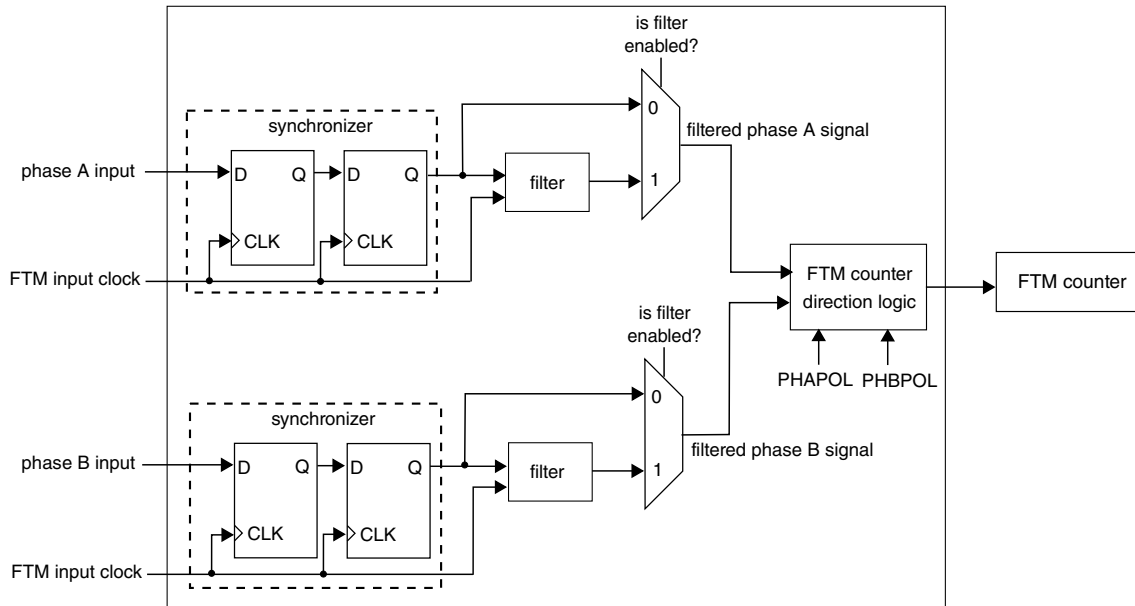 is filter
enabled?
synchronizer
0
filtered phase A signal
phase A input
D
Q
D
Q
filter
1
CLK
CLK
FTM input clock
FTM counter
direction logic
FTM counter
is filter
enabled?
PHAPOL
PHBPOL
synchronizer
0
filtered phase B signal
phase B input
D
Q
D
Q
filter
1
CLK
CLK
FTM input clock